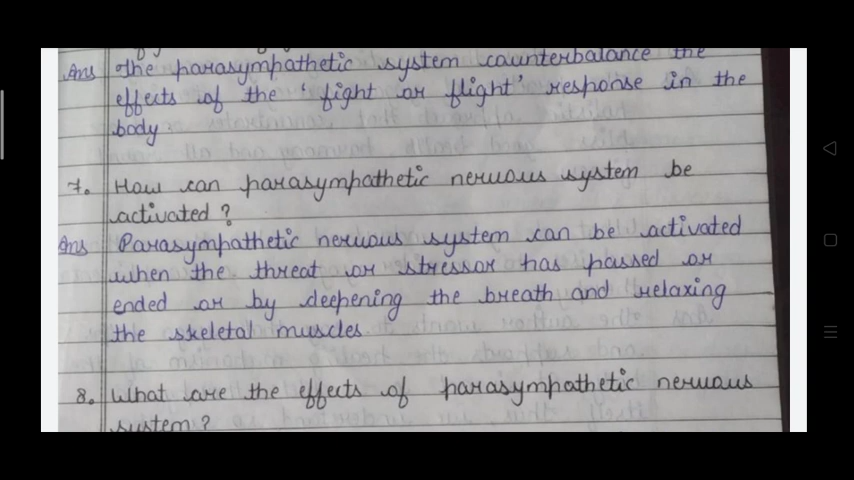 Ans The parasympathetic system counterbalance the
effects of the 'fight or flight' response in the
body
7. How can parasympathetic nervous system be
activated?
Ans Parasympathetic nervous system can be activated
when the threat or stressor has passed or
ended or by deepening the breath and relaxing
the skeletal muscles
8. What are the effects of parasympathetic nervous
system?